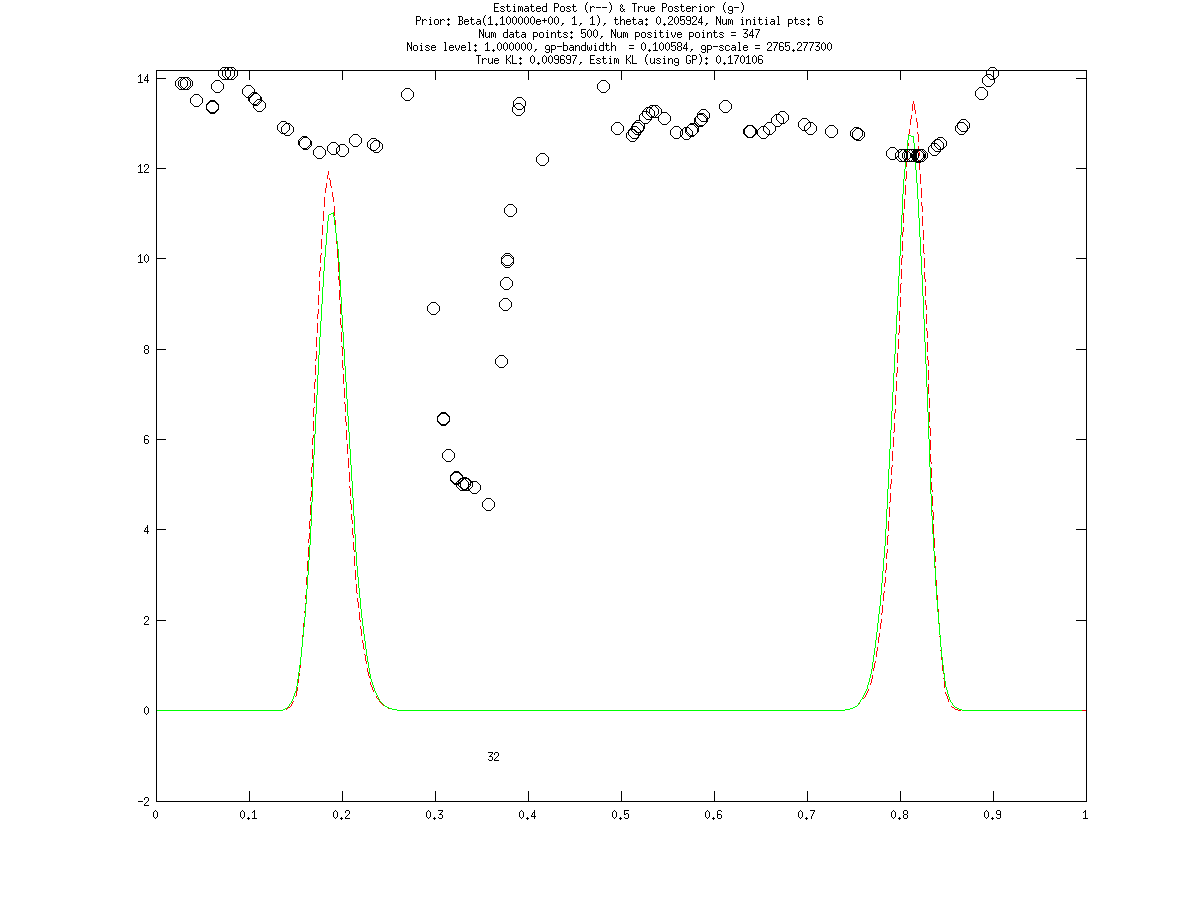 Estimated Post (r--) & True Posterior (g-)
Prior: Beta(1.100000e+00, 1, 1), theta: 0.205924, Num initial pts: 6
Num data points: 500, Num positive points = 347
Noise level: 1.000000, gp-bandwidth  = 0.100584, gp-scale = 2765.277300
True KL: 0.009697, Estim KL (using GP): 0.170106
14
12
10
8
6
4
2
0
32
-2
0 0.1 0.2 0.3 0.4 0.5 0.6 0.7 0.8 0.9 1